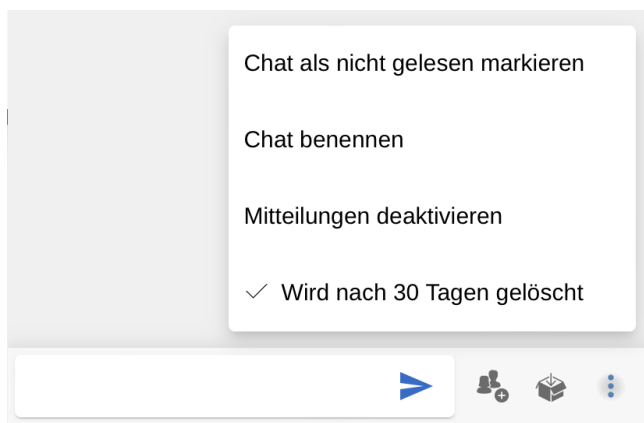 Chat als nicht gelesen markieren
Chat benennen
Mitteilungen deaktivieren
Wird nach 30 Tagen gelöscht